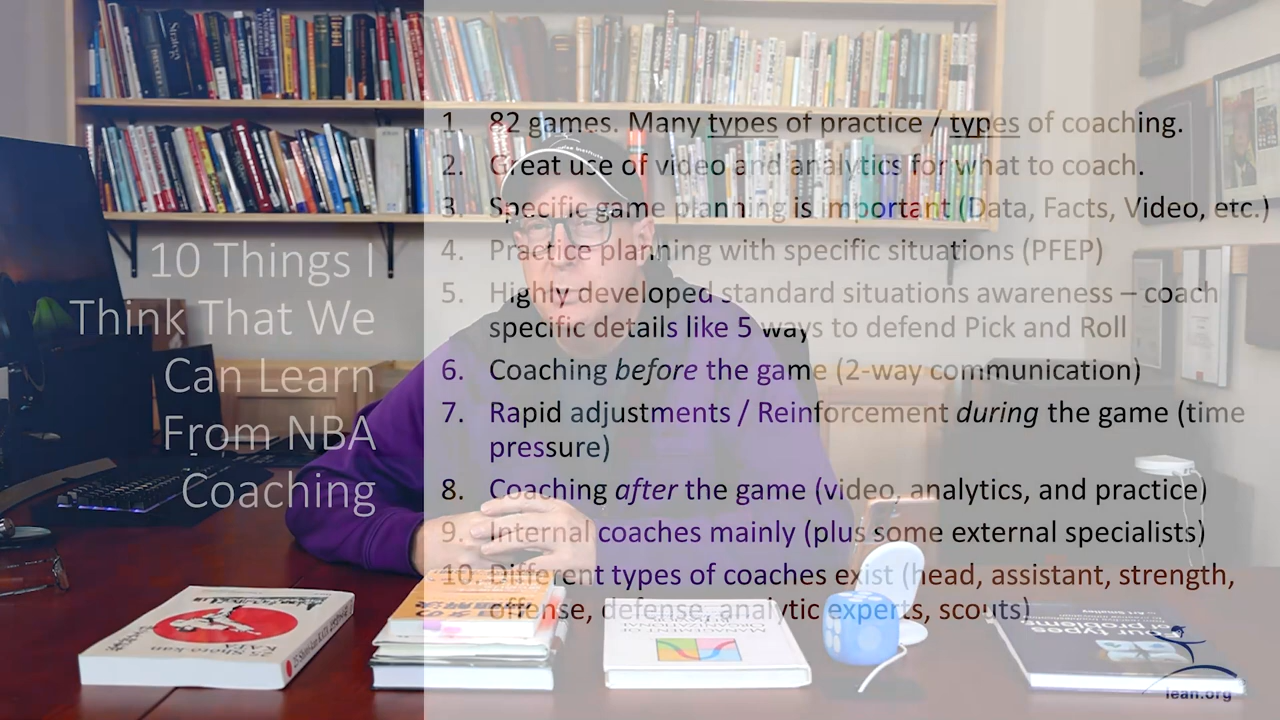 10 Things I
Think That We
Can Learn
From NBA
Coaching
1. 82 games. Many types of practice / types of coaching.
2. Great use of video and analytics for what to coach.
3. Specific game planning is important (Data, Facts, Video, etc.)
4. Practice planning with specific situations (PFEP)
5. Highly developed standard situations awareness – coach
specific details like 5 ways to defend Pick and Roll
6. Coaching before the game (2-way communication)
7. Rapid adjustments / Reinforcement during the game (time
pressure)
8. Coaching after the game (video, analytics, and practice)
9. Internal coaches mainly (plus some external specialists)
10. Different types of coaches exist (head, assistant, strength,
offense, defense, analytic experts, scouts)
KATA
lean.org